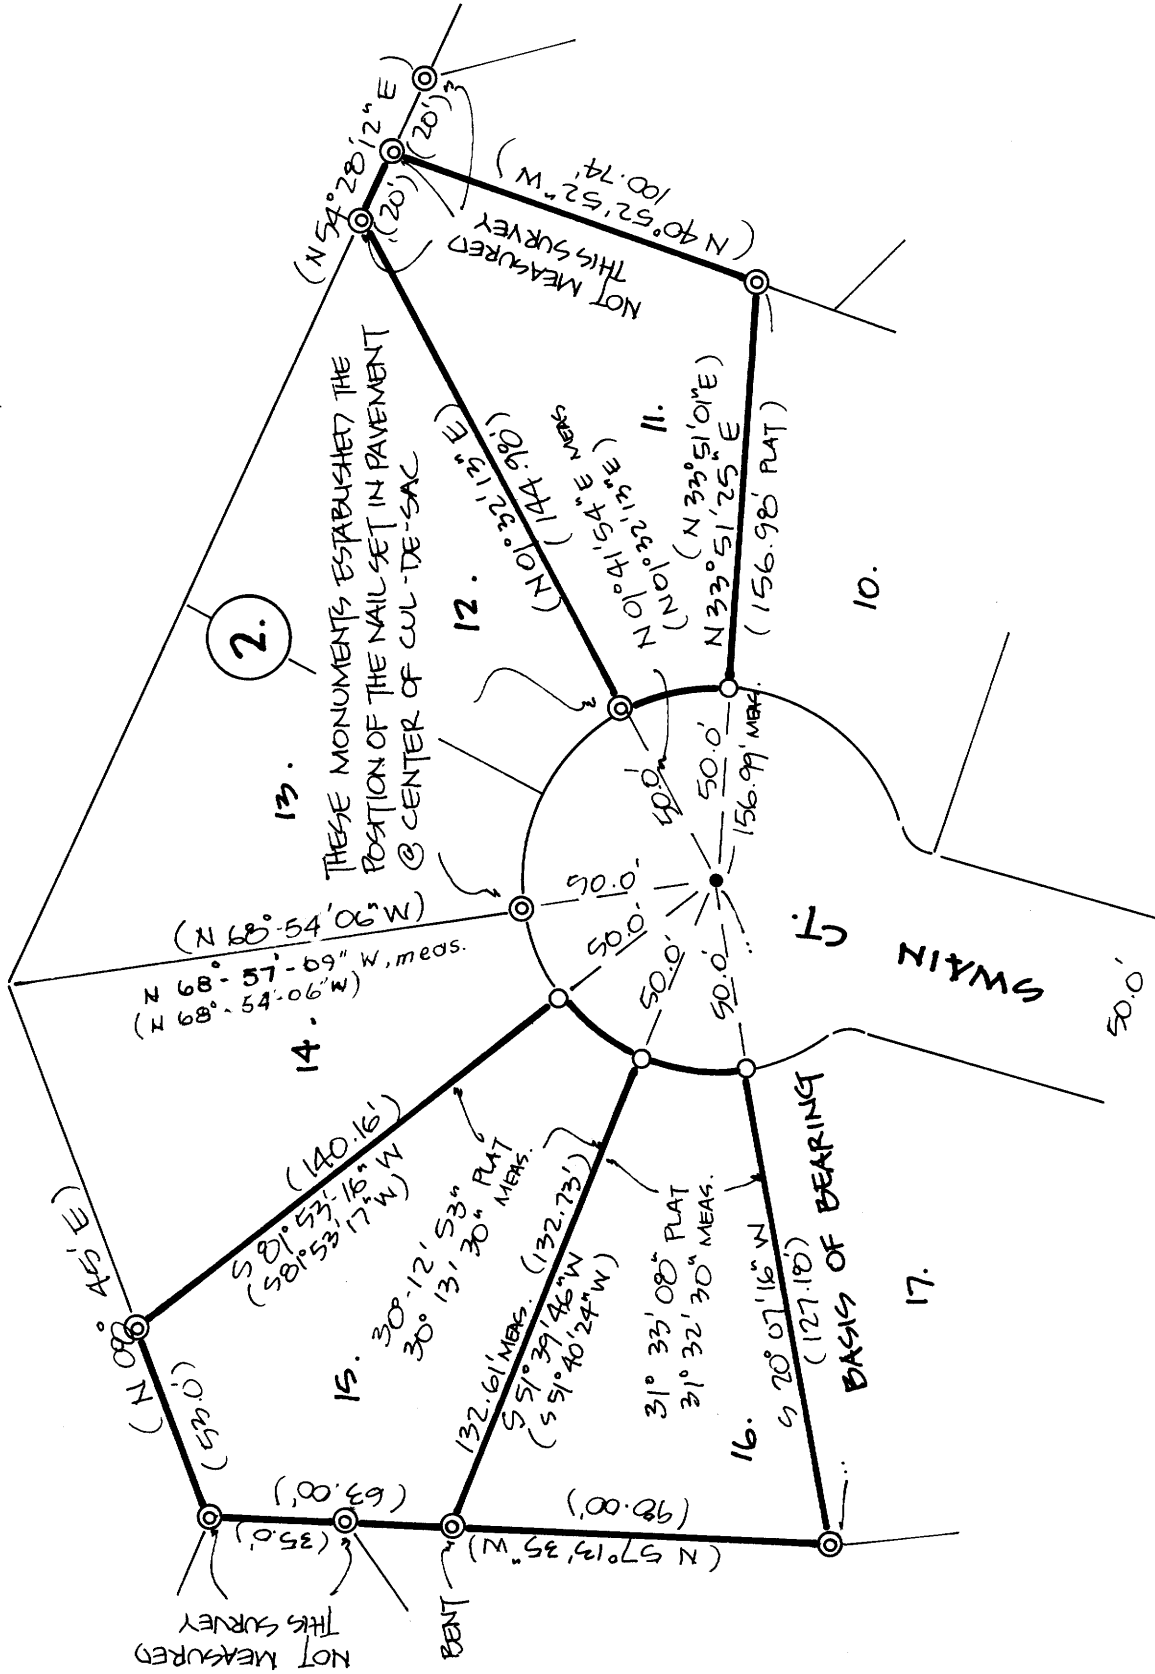 (N 54° 28' 12" E)
(20')
(20')
NOT MEASURED
THIS SURVEY
(N 40° 52' 52" W)
100.74'
2.
THESE MONUMENTS ESTABLISHED THE
POSITION OF THE NAIL SET IN PAVEMENT
@ CENTER OF CUL-DE-SAC
13.
12.
(N 01° 32' 13" E)
(144.98')
N 01° 41' 54" E MEAS
(N 01° 32' 13" E)
11.
(N 33° 51' 01" E)
N 33° 51' 25" E
(156.98' PLAT)
10.
156.99' MEAS.
50.0'
50.0'
50.0'
50.0'
50.0'
50.0'
(N 68°-54' 06" W)
N 68°-57'-09" W, meas.
(N 68°-54'-06" W)
14.
(N 08° 45' E)
(53.0')
(140.16')
S 81° 53'-16" W
(S 81° 53' 17" W)
15.
30°-12' 53" PLAT
30° 13' 30" MEAS.
132.61' MEAS. (132.73')
S 51° 39' 46" W
(S 51° 40' 24" W)
31° 33' 08" PLAT
31° 32' 30" MEAS.
16.
S 20° 07' 16" W
(127.18')
BASIS OF BEARING
17.
SWAIN CT.
50.0'
(35.0')
(63.00')
(98.00')
(N 57° 13' 35" W)
BENT
NOT MEASURED
THIS SURVEY